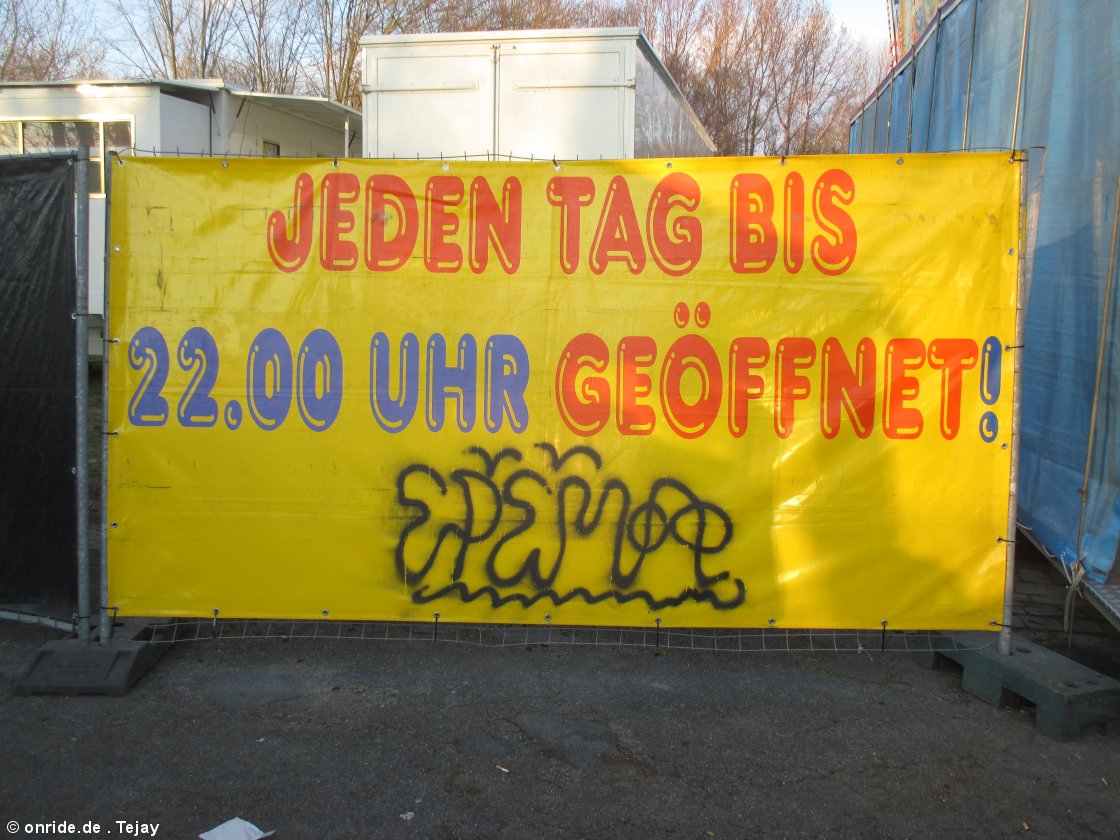 JEDEN TAG BIS
22.00 UHR GEÖFFNET!
© onride.de . Tejay